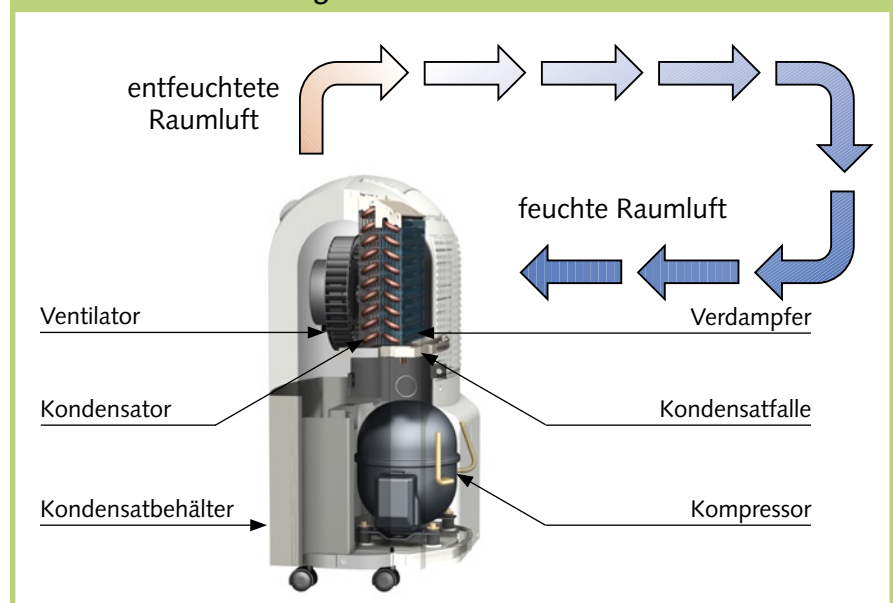 entfeuchtete
Raumluft
feuchte Raumluft
Ventilator
Verdampfer
Kondensator
Kondensatfalle
Kondensatbehälter
Kompressor